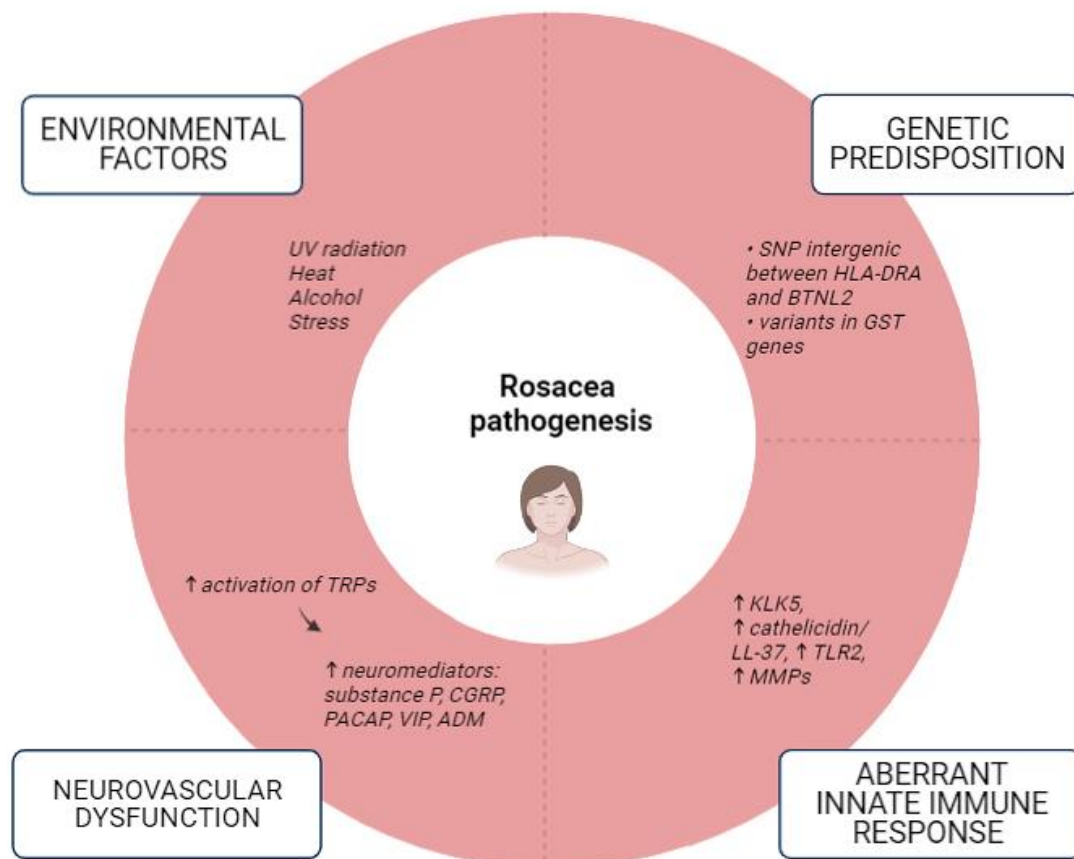 ENVIRONMENTAL
FACTORS
GENETIC
PREDISPOSITION
UV radiation
Heat
Alcohol
Stress
• SNP intergenic
between HLA-DRA
and BTNL2
• variants in GST
genes
Rosacea
pathogenesis
↑ activation of TRPs
↑ neuromediators:
substance P, CGRP,
PACAP, VIP, ADM
↑ KLK5,
↑ cathelicidin/
LL-37, ↑ TLR2,
↑ MMPs
NEUROVASCULAR
DYSFUNCTION
ABERRANT
INNATE IMMUNE
RESPONSE